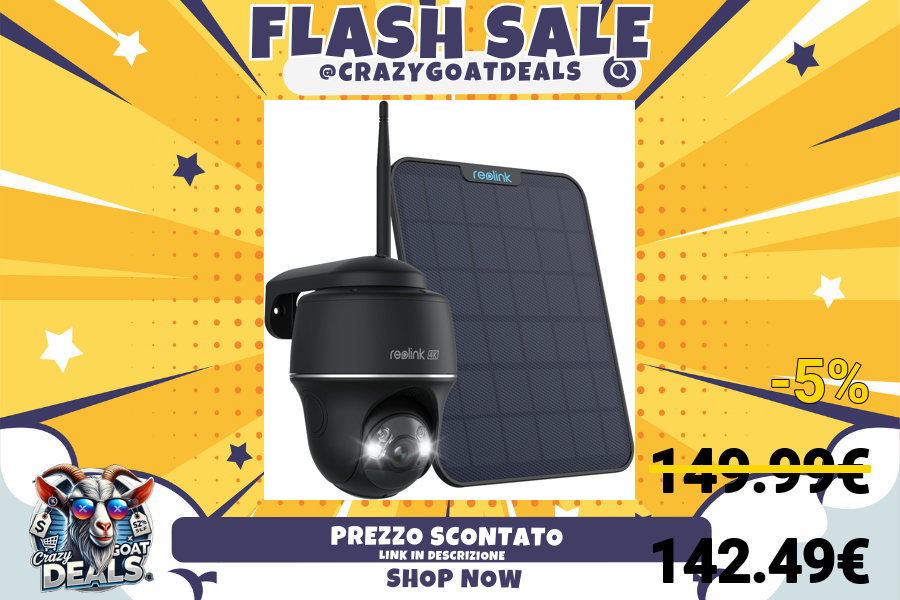 FLASH SALE
@CRAZYGOATDEALS
reolink
reolink 4K
-5%
149.99€
PREZZO SCONTATO
LINK IN DESCRIZIONE
SHOP NOW
142.49€
$
52%
Crazy
GOAT
DEALS